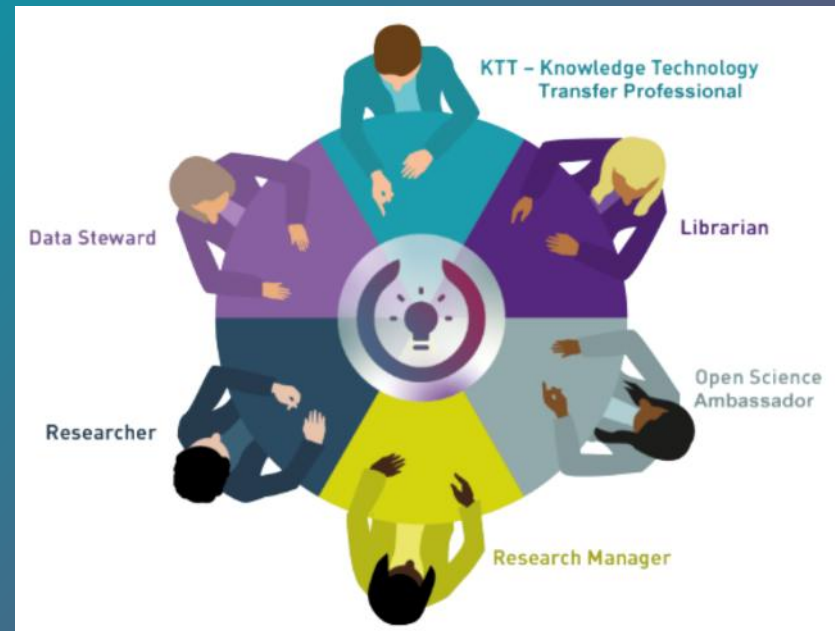 KTT – Knowledge Technology
Transfer Professional
Data Steward
Librarian
Open Science
Ambassador
Researcher
Research Manager